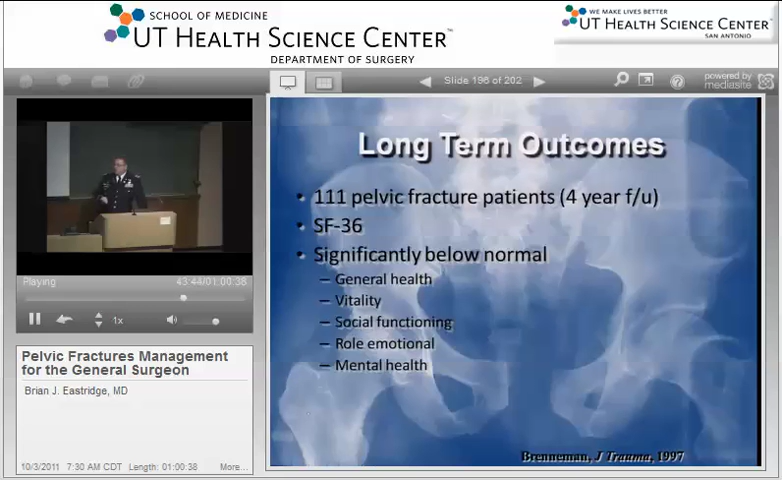 SCHOOL OF MEDICINE
UT HEALTH SCIENCE CENTER™
DEPARTMENT OF SURGERY
WE MAKE LIVES BETTER
UT HEALTH SCIENCE CENTER
SAN ANTONIO
Slide 196 of 202
powered by
mediasite
Playing
43:44/01:00:38
1x
Pelvic Fractures Management
for the General Surgeon
Brian J. Eastridge, MD
10/3/2011 7:30 AM CDT Length: 01:00:38 More...
Long Term Outcomes
• 111 pelvic fracture patients (4 year f/u)
• SF-36
• Significantly below normal
– General health
– Vitality
– Social functioning
– Role emotional
– Mental health
Brenneman, J Trauma, 1997